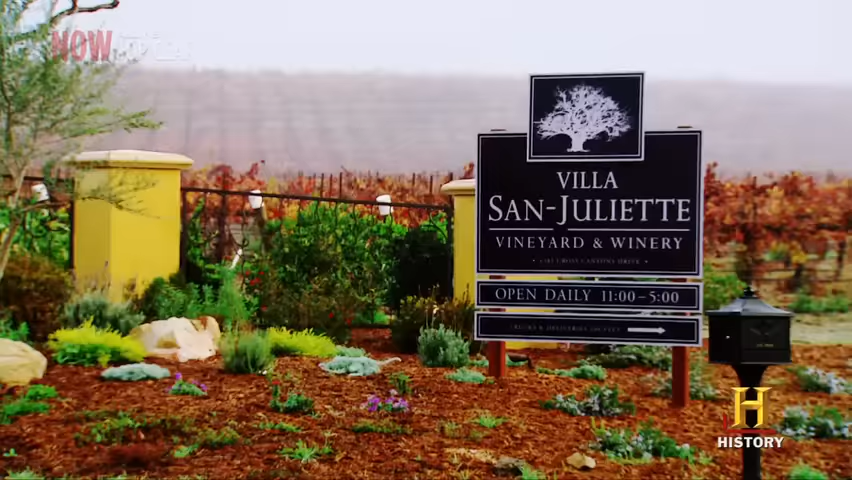 NOW
VILLA
SAN-JULIETTE
VINEYARD & WINERY
OPEN DAILY 11:00-5:00
H
HISTORY